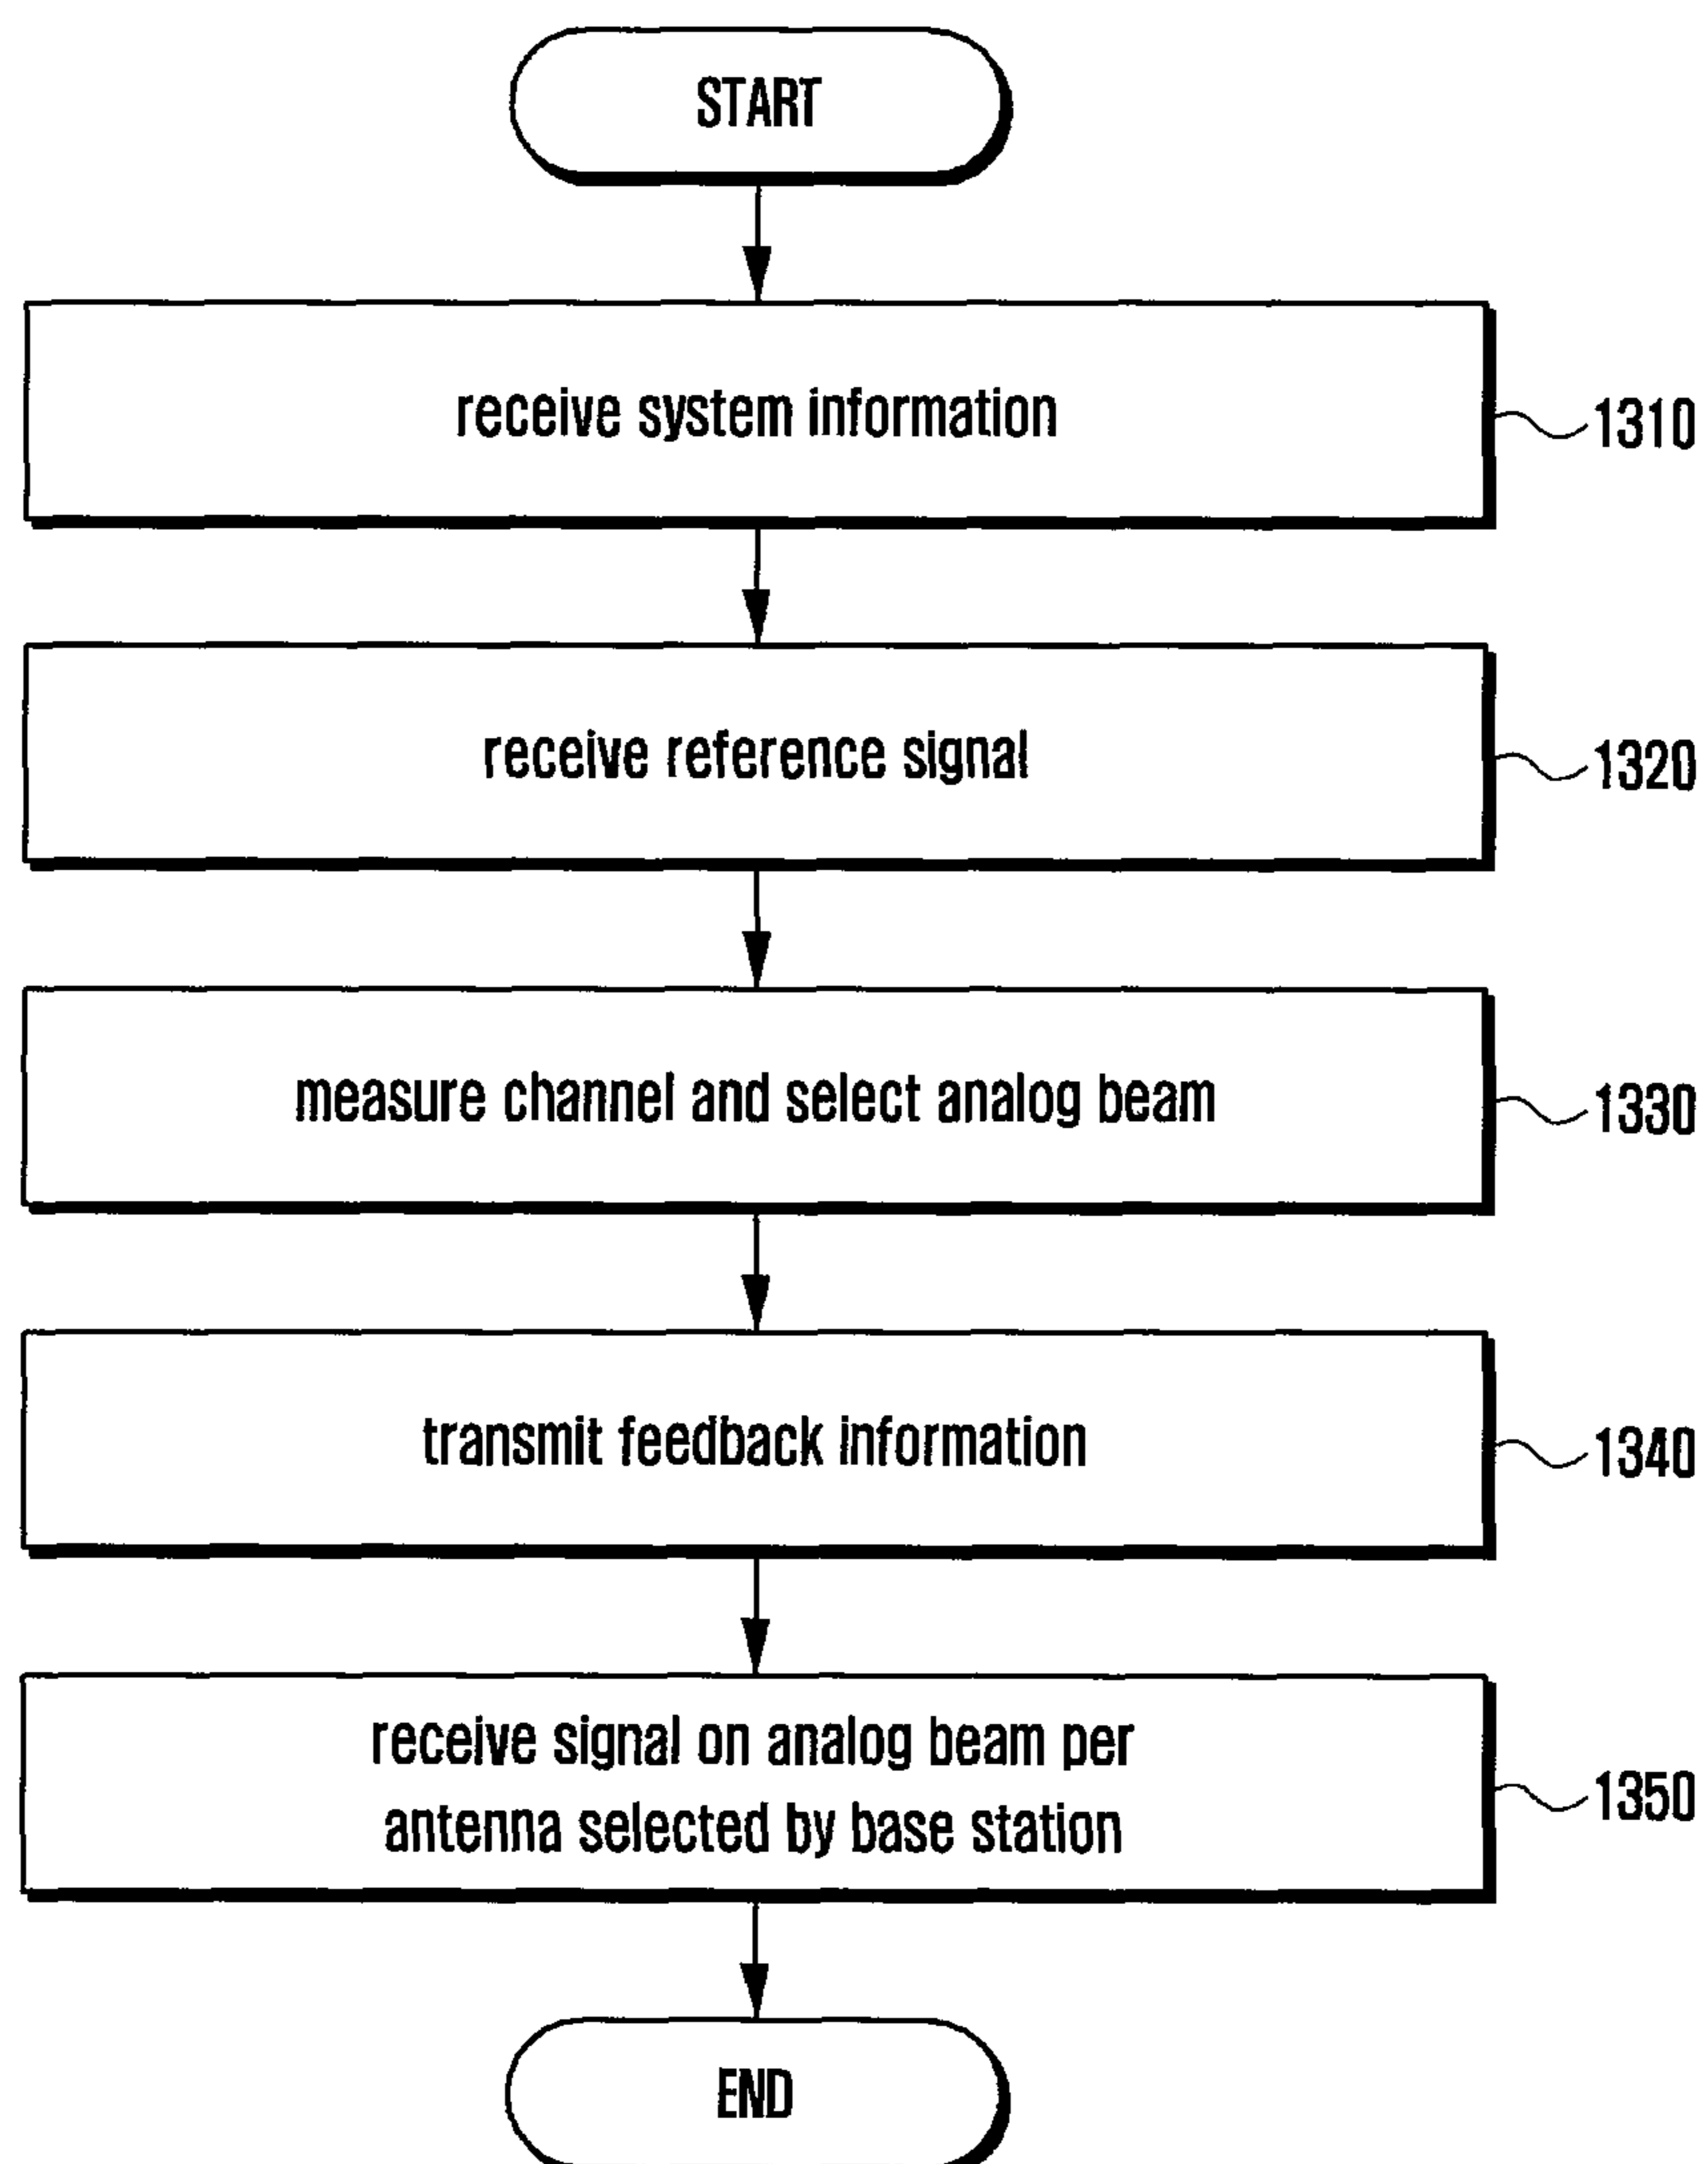 START
receive system information
1310
receive reference signal
1320
measure channel and select analog beam
1330
transmit feedback information
1340
receive signal on analog beam per
antenna selected by base station
1350
END